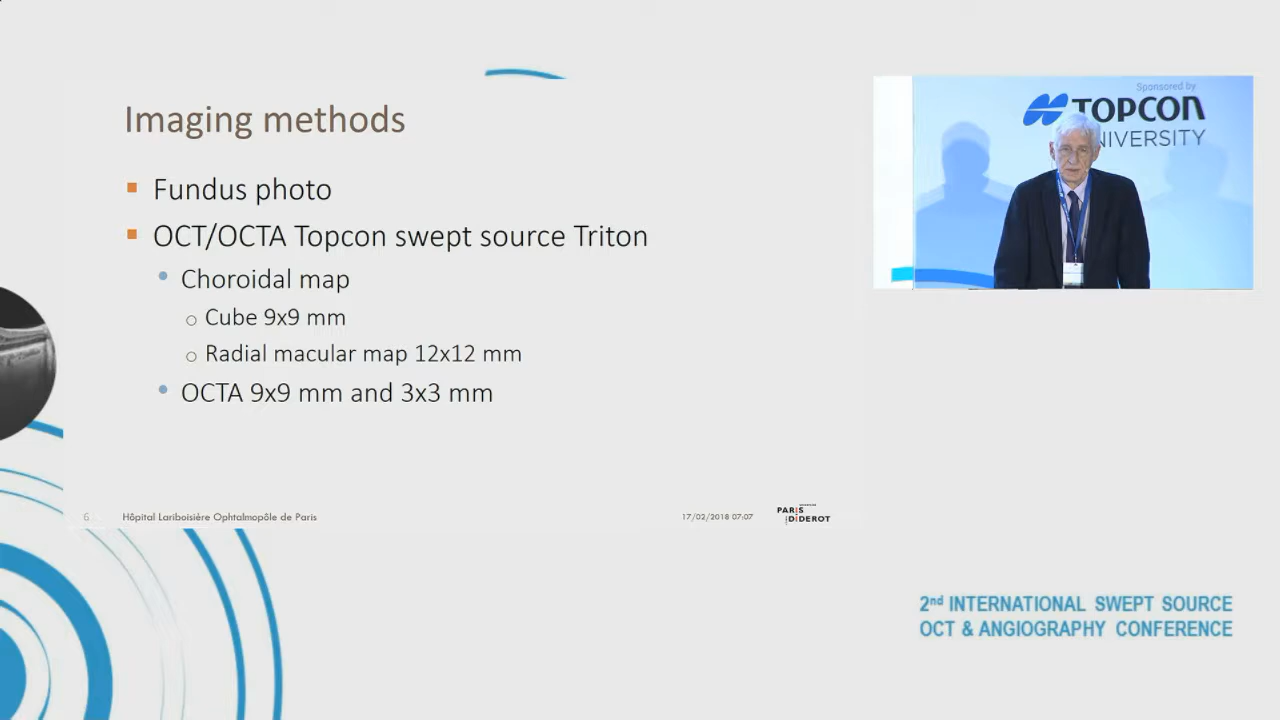 Imaging methods
Fundus photo
OCT/OCTA Topcon swept source Triton
Choroidal map
Cube 9x9 mm
Radial macular map 12x12 mm
OCTA 9x9 mm and 3x3 mm
6
Hôpital Lariboisière Ophtalmopôle de Paris
17/02/2018 07:07
PARIS
DIDEROT
Sponsored by
TOPCON
NIVERSITY
2nd INTERNATIONAL SWEPT SOURCE
OCT & ANGIOGRAPHY CONFERENCE